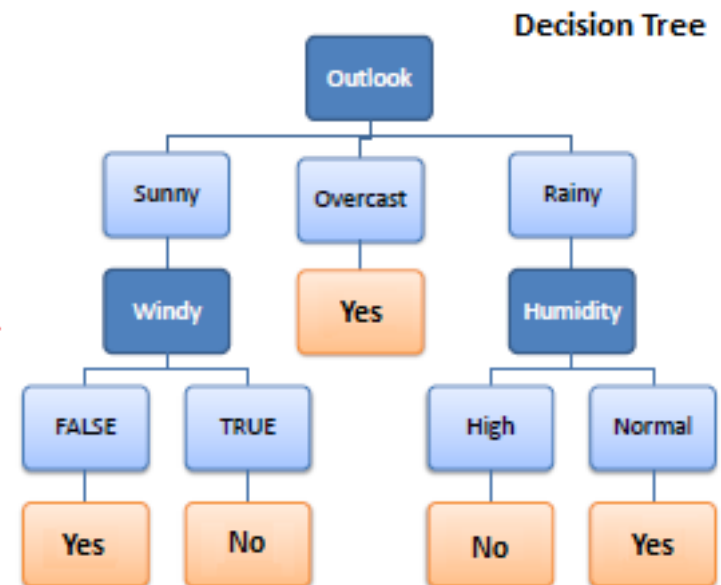 Decision Tree
Outlook
Sunny
Overcast
Rainy
Windy
Yes
Humidity
FALSE
TRUE
High
Normal
Yes
No
No
Yes